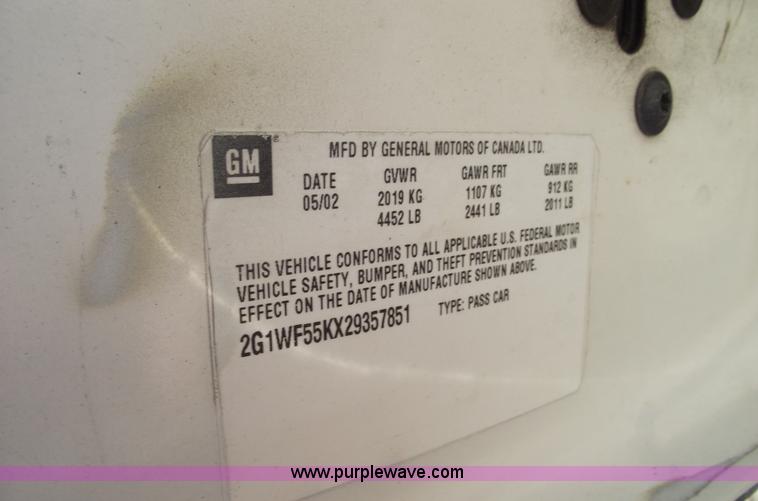 GM
MFD BY GENERAL MOTORS OF CANADA LTD.
DATE GVWR GAWR FRT GAWR RR
05/02 2019 KG 1107 KG 912 KG
4452 LB 2441 LB 2011 LB
THIS VEHICLE CONFORMS TO ALL APPLICABLE U.S. FEDERAL MOTOR
VEHICLE SAFETY, BUMPER, AND THEFT PREVENTION STANDARDS IN
EFFECT ON THE DATE OF MANUFACTURE SHOWN ABOVE.
2G1WF55KX29357851 TYPE: PASS CAR
www.purplewave.com